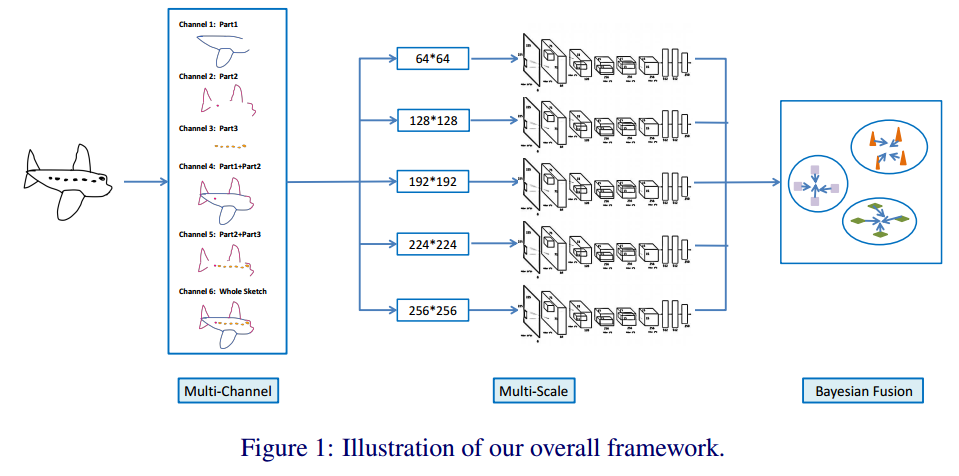 Channel 1: Part1
Channel 2: Part2
Channel 3: Part3
Channel 4: Part1+Part2
Channel 5: Part2+Part3
Channel 6: Whole Sketch
64*64
128*128
192*192
224*224
256*256
Multi-Channel
Multi-Scale
Bayesian Fusion
Figure 1: Illustration of our overall framework.